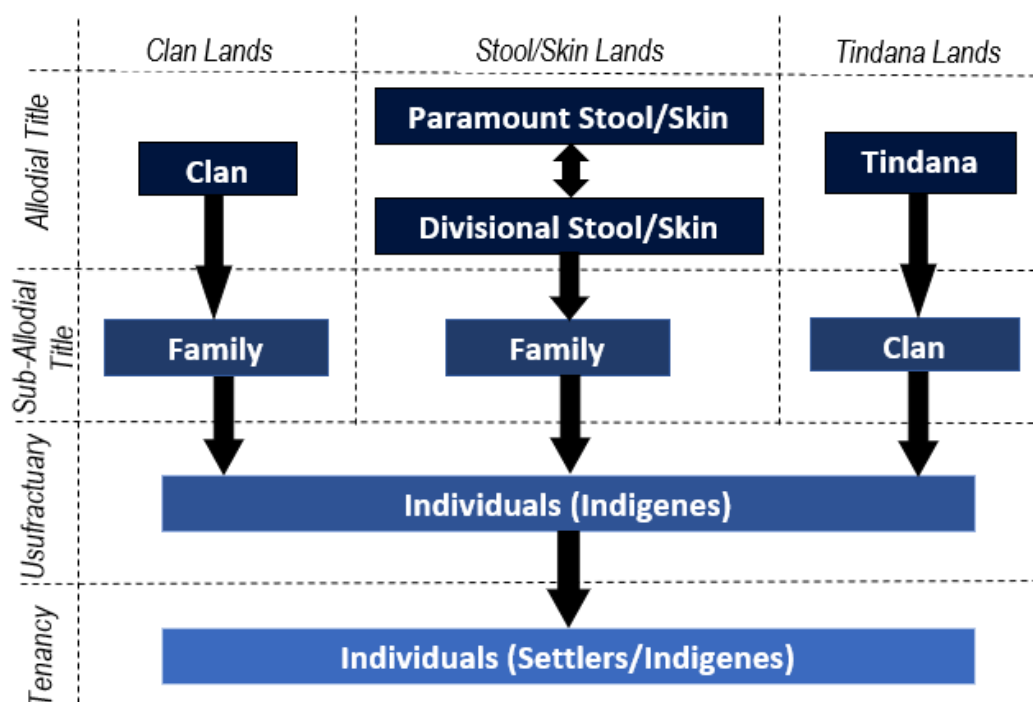 Clan Lands
Stool/Skin Lands
Tindana Lands
Allodial Title
Paramount Stool/Skin
Clan
Tindana
Divisional Stool/Skin
Sub-Allodial
Title
Family
Family
Clan
Usufractuary
Individuals (Indigenes)
Tenancy
Individuals (Settlers/Indigenes)